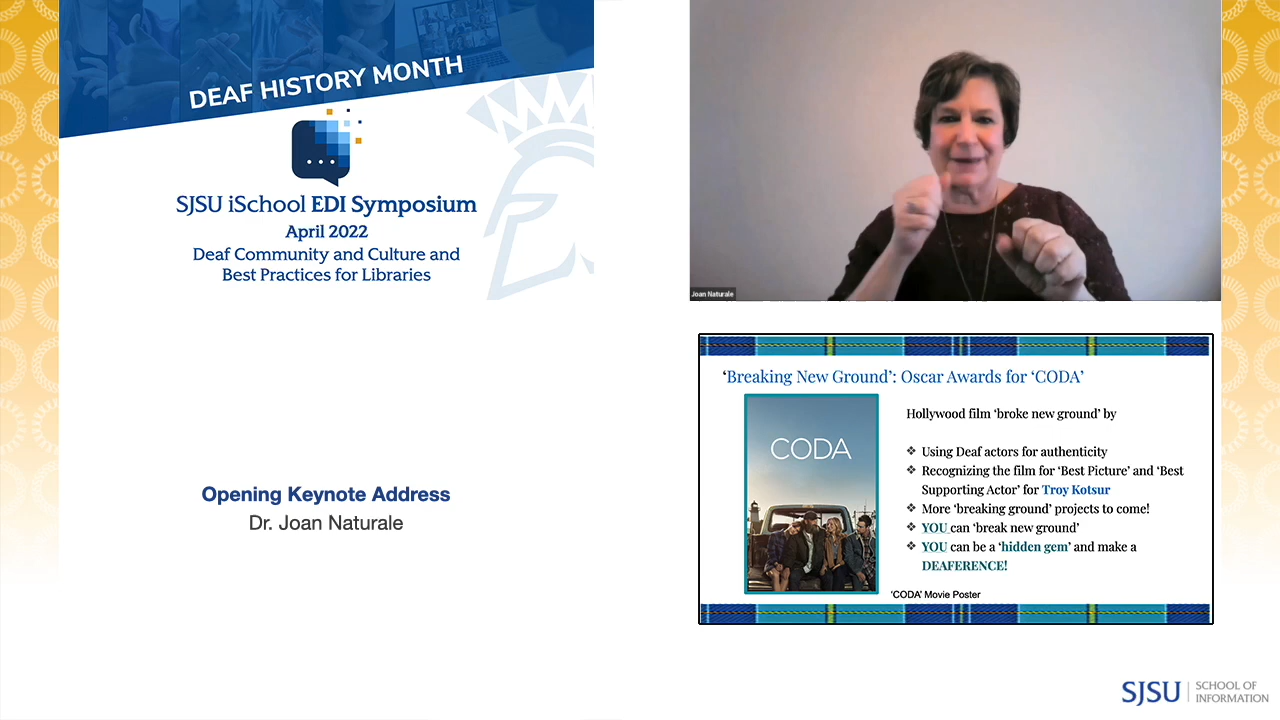 DEAF HISTORY MONTH
SJSU iSchool EDI Symposium
April 2022
Deaf Community and Culture and
Best Practices for Libraries
Opening Keynote Address
Dr. Joan Naturale
Joan Naturale
‘Breaking New Ground’: Oscar Awards for ‘CODA’
CODA
Hollywood film ‘broke new ground’ by
❖ Using Deaf actors for authenticity
❖ Recognizing the film for ‘Best Picture’ and ‘Best
Supporting Actor’ for Troy Kotsur
❖ More ‘breaking ground’ projects to come!
❖ YOU can ‘break new ground’
❖ YOU can be a ‘hidden gem’ and make a
DEAFERENCE!
‘CODA’ Movie Poster
SJSU | SCHOOL OF
INFORMATION